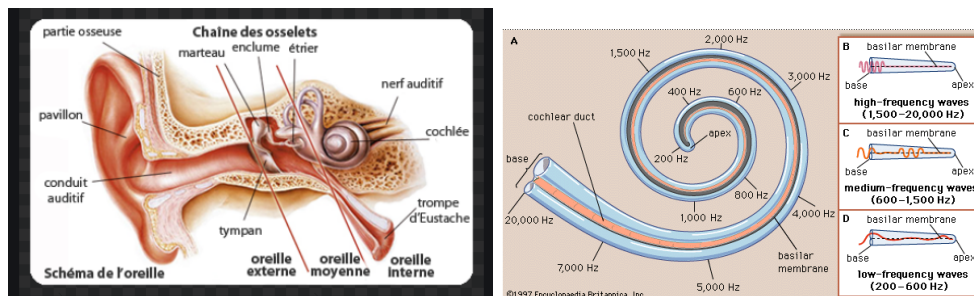 partie osseuse
Chaîne des osselets
marteau
enclume
étrier
nerf auditif
pavillon
cochlée
conduit
auditif
trompe
d'Eustache
tympan
oreille
externe
oreille
moyenne
oreille
interne
Schéma de l'oreille
A
2,000 Hz
1,500 Hz
3,000 Hz
400 Hz
600 Hz
cochlear duct
apex
200 Hz
base
800 Hz
20,000 Hz
1,000 Hz
4,000 Hz
basilar
membrane
7,000 Hz
5,000 Hz
©1997 Encyclopaedia Britannica, Inc.
B
basilar membrane
base
apex
high-frequency waves
(1,500–20,000 Hz)
C
basilar membrane
base
apex
medium-frequency waves
(600–1,500 Hz)
D
basilar membrane
base
apex
low-frequency waves
(200–600 Hz)